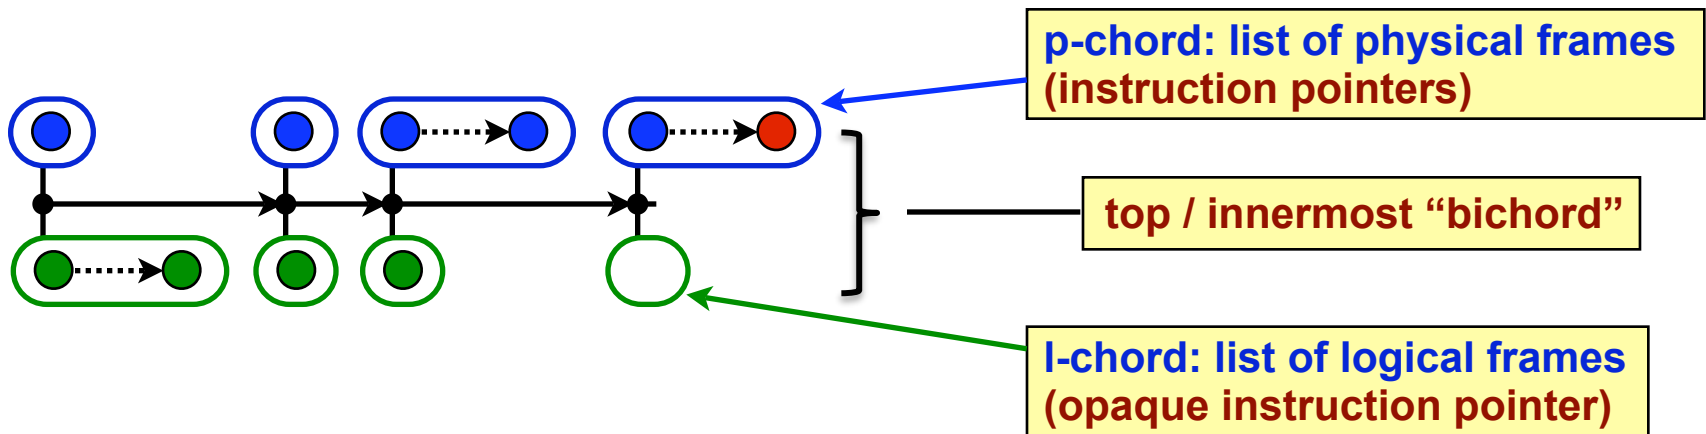 p-chord: list of physical frames
(instruction pointers)
top / innermost “bichord”
l-chord: list of logical frames
(opaque instruction pointer)